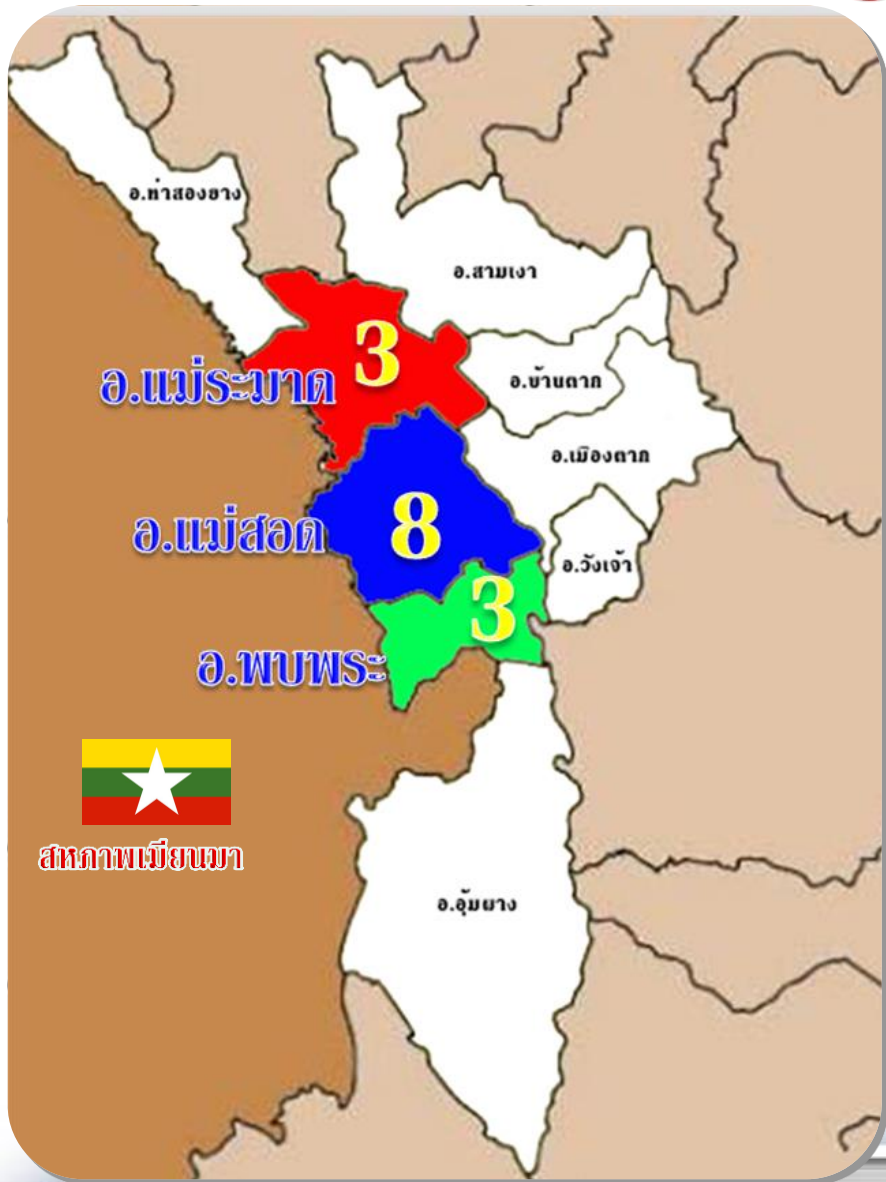 อ.ท่าสองยาง
อ.สามเงา
3
อ.แม่ระมาด
อ.บ้านตาก
อ.เมืองตาก
8
อ.แม่สอด
อ.วังเจ้า
3
อ.พบพระ
สหภาพเมียนมา
อ.อุ้มผาง